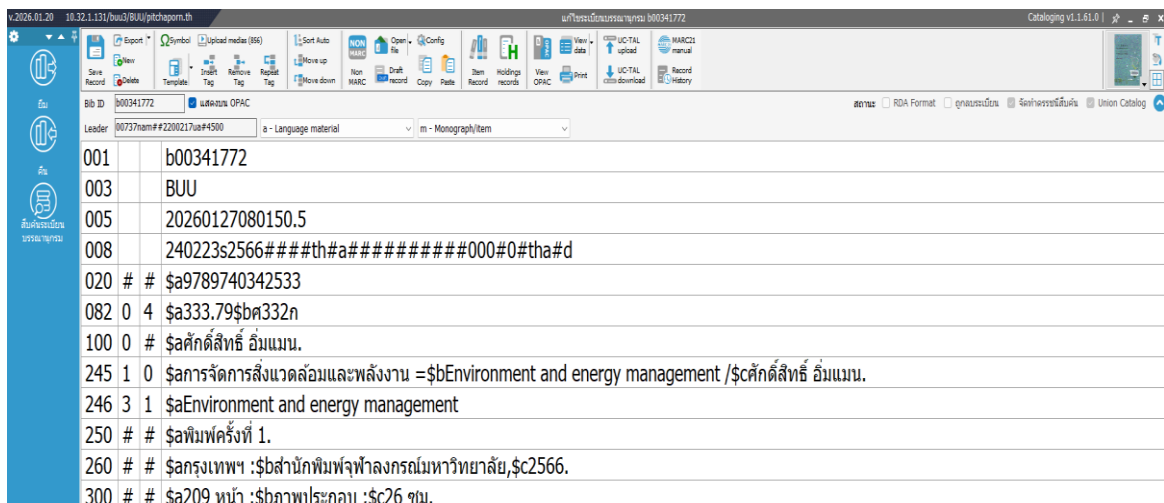 v.2026.01.20 10.32.1.131/buu3/BUU/pitchaporn.th แก้ไขระเบียนบรรณานุกรม b00341772 Cataloging v1.1.61.0
Export Symbol Upload medias (856) Sort Auto Open file Config View data UC-TAL upload MARC21 manual
New Move up
Save Record Delete Template Insert Tag Remove Tag Repeat Tag Move down NON MARC Non MARC Draft record Copy Paste Item Record Holdings records View OPAC Print UC-TAL download Record History
ยืม
คืน
สืบค้นระเบียนบรรณานุกรม
Bib ID b00341772 แสดงบน OPAC สถานะ RDA Format ถูกลบระเบียน จัดทำดรรชนีสืบค้น Union Catalog
Leader 00737nam##2200217ua#4500 a - Language material m - Monograph/item
001 b00341772
003 BUU
005 20260127080150.5
008 240223s2566####th#a##########000#0#tha#d
020 # # $a9789740342533
082 0 4 $a333.79$bศ332ก
100 0 # $aศักดิ์สิทธิ์ อิ่มแมน.
245 1 0 $aการจัดการสิ่งแวดล้อมและพลังงาน =$bEnvironment and energy management /$cศักดิ์สิทธิ์ อิ่มแมน.
246 3 1 $aEnvironment and energy management
250 # # $aพิมพ์ครั้งที่ 1.
260 # # $aกรุงเทพฯ :$bสำนักพิมพ์จุฬาลงกรณ์มหาวิทยาลัย,$c2566.
300 # # $a209 หน้า :$bภาพประกอบ ;$c26 ซม.